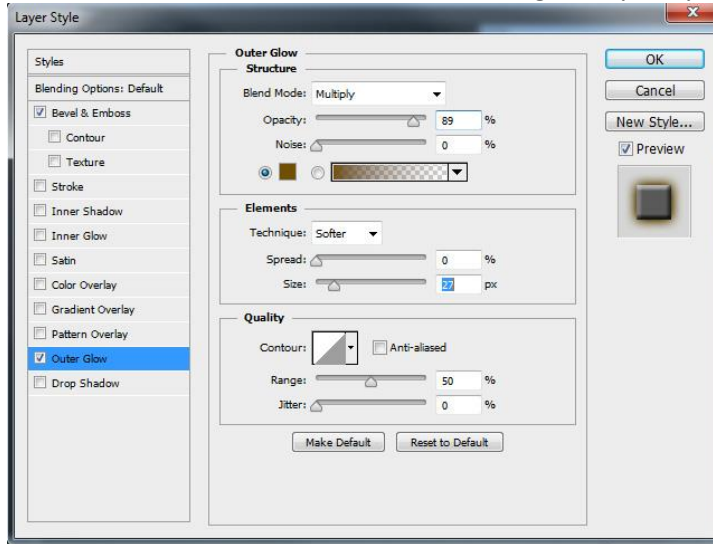 Layer Style
Styles
Blending Options: Default
Bevel & Emboss
Contour
Texture
Stroke
Inner Shadow
Inner Glow
Satin
Color Overlay
Gradient Overlay
Pattern Overlay
Outer Glow
Drop Shadow
Outer Glow
Structure
Blend Mode: Multiply
Opacity: 89 %
Noise: 0 %
Elements
Technique: Softer
Spread: 0 %
Size: 27 px
Quality
Contour: Anti-aliased
Range: 50 %
Jitter: 0 %
Make Default Reset to Default
OK
Cancel
New Style...
Preview